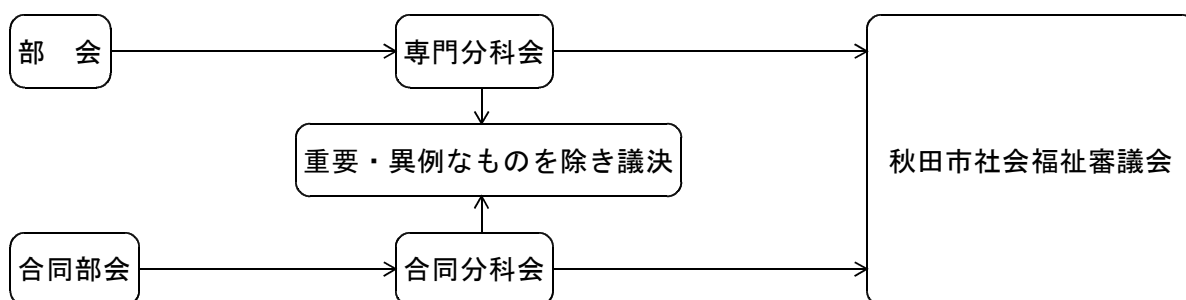 部　会
専門分科会
重要・異例なものを除き議決
秋田市社会福祉審議会
合同部会
合同分科会